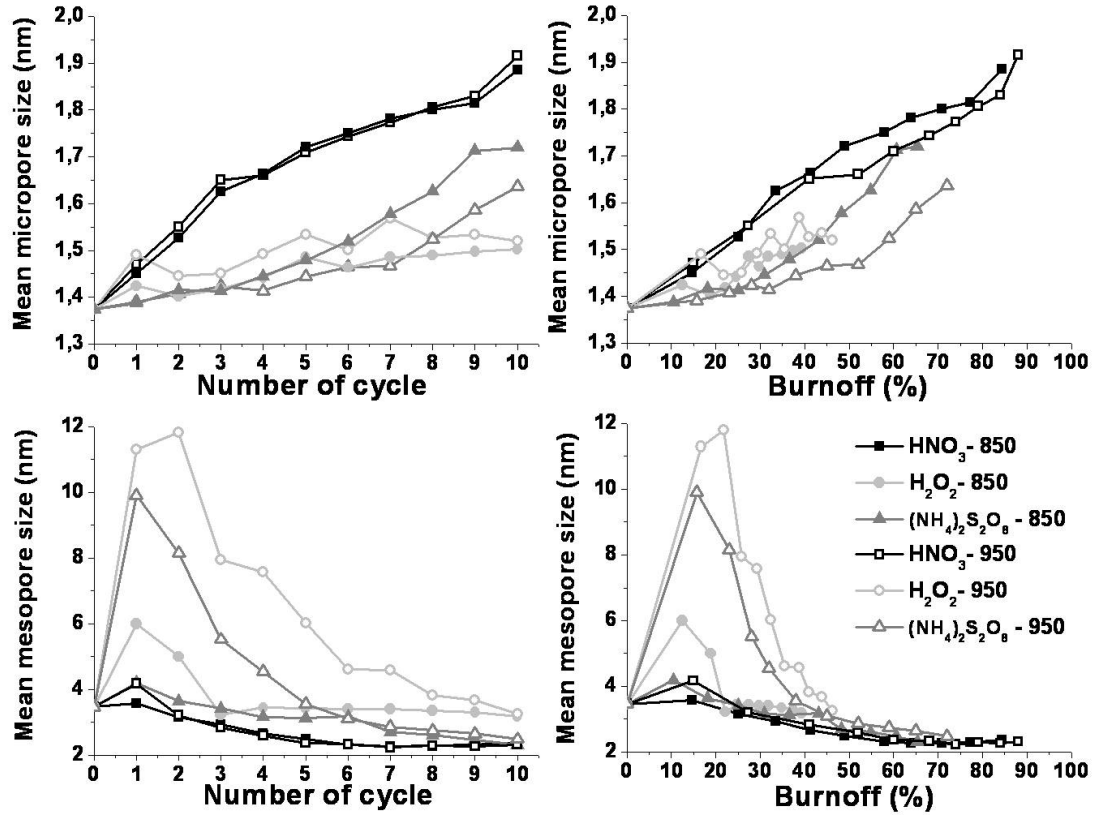 Mean micropore size (nm)
2,0
1,9
1,8
1,7
1,6
1,5
1,4
1,3
0 1 2 3 4 5 6 7 8 9 10
Number of cycle
Mean micropore size (nm)
2,0
1,9
1,8
1,7
1,6
1,5
1,4
1,3
0 10 20 30 40 50 60 70 80 90 100
Burnoff (%)
Mean mesopore size (nm)
12
10
8
6
4
2
0 1 2 3 4 5 6 7 8 9 10
Number of cycle
Mean mesopore size (nm)
12
10
8
6
4
2
0 10 20 30 40 50 60 70 80 90 100
Burnoff (%)
HNO₃- 850
H₂O₂- 850
(NH₄)₂S₂O₈ - 850
HNO₃- 950
H₂O₂- 950
(NH₄)₂S₂O₈ - 950